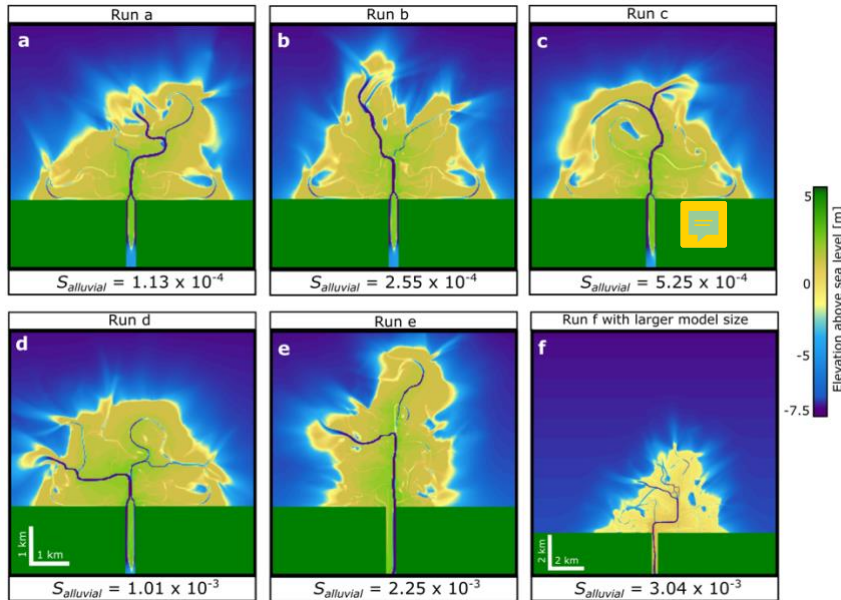 Run a
Run b
Run c
a
b
c
S_alluvial = 1.13 x 10⁻⁴
S_alluvial = 2.55 x 10⁻⁴
S_alluvial = 5.25 x 10⁻⁴
Run d
Run e
Run f with larger model size
d
e
f
1 km
1 km
2 km
2 km
S_alluvial = 1.01 x 10⁻³
S_alluvial = 2.25 x 10⁻³
S_alluvial = 3.04 x 10⁻³
5
0
-5
-7.5
Elevation above sea level [m]